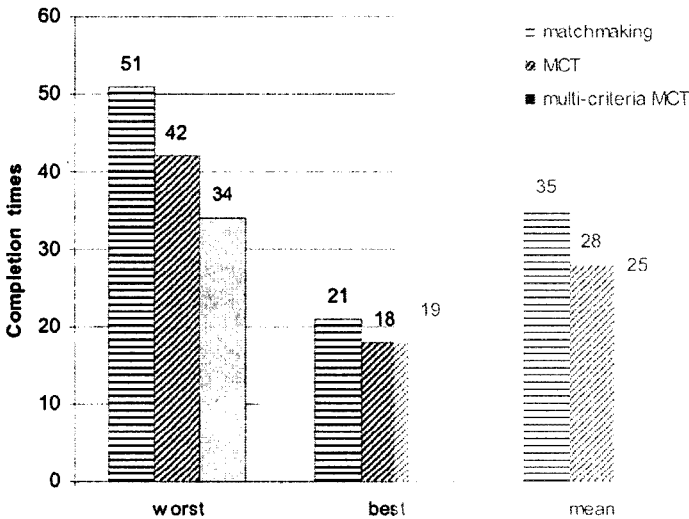 60
50
40
30
20
10
0
Completion times
51
42
34
21
18
19
35
28
25
worst
best
mean
matchmaking
MCT
multi-criteria MCT